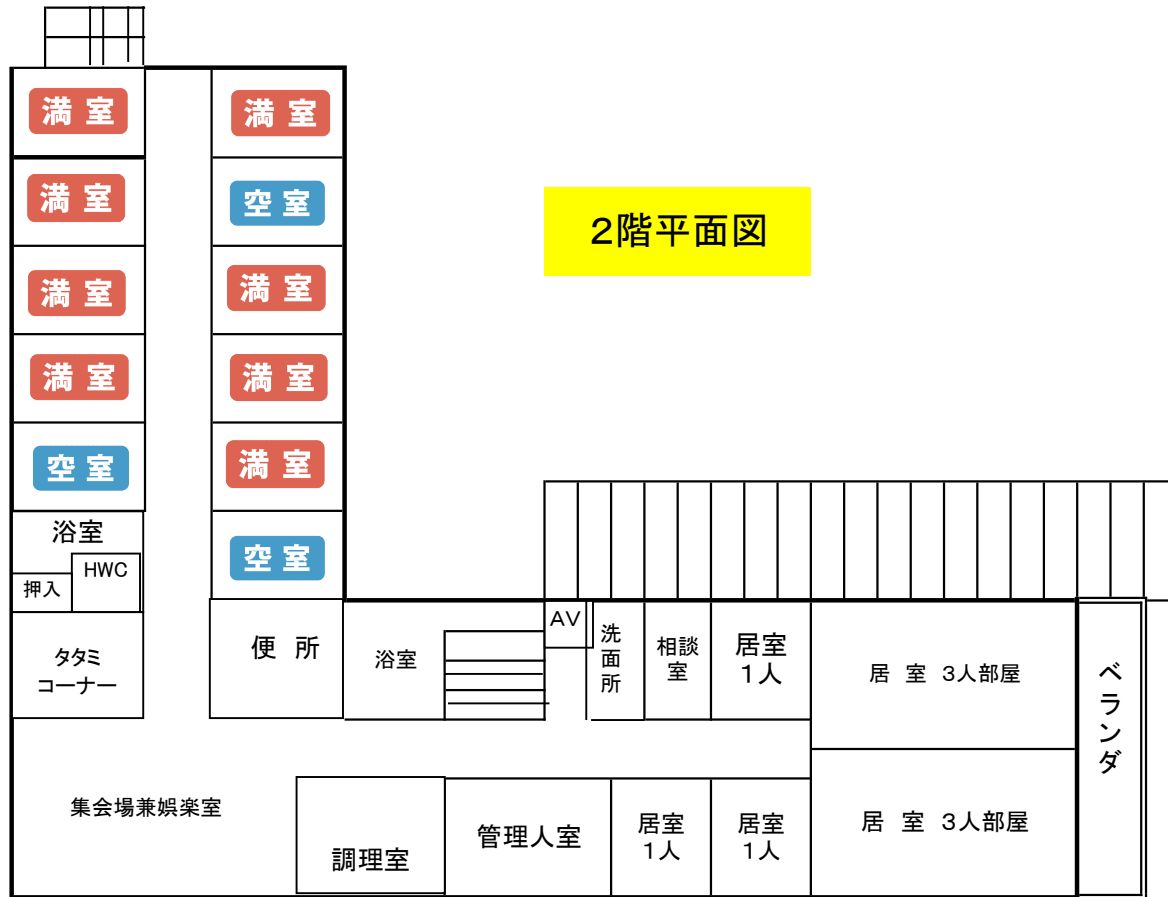 満室
満室
満室
空室
２階平面図
満室
満室
満室
満室
空室
満室
空室
浴室
HWC
押入
タタミ
コーナー
便 所
浴室
AV
洗面所
相談室
居室
１人
居 室 ３人部屋
ベランダ
集会場兼娯楽室
調理室
管理人室
居室
１人
居室
１人
居 室 ３人部屋